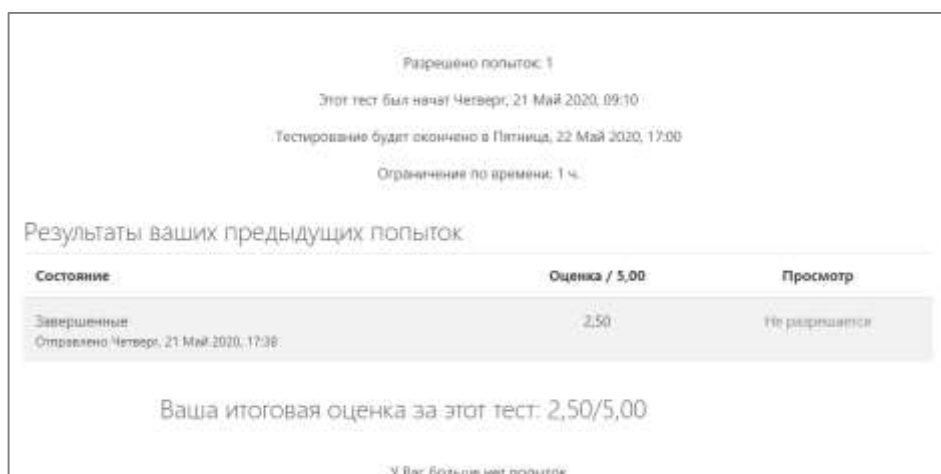 Разрешено попыток: 1
Этот тест был начат Четверг, 21 Май 2020, 09:10
Тестирование будет окончено в Пятница, 22 Май 2020, 17:00
Ограничение по времени: 1 ч.
Результаты ваших предыдущих попыток
Состояние Оценка / 5,00 Просмотр
Завершенные 2,50 Не разрешается
Отправлено Четверг, 21 Май 2020, 17:38
Ваша итоговая оценка за этот тест: 2,50/5,00
У Вас больше нет попыток